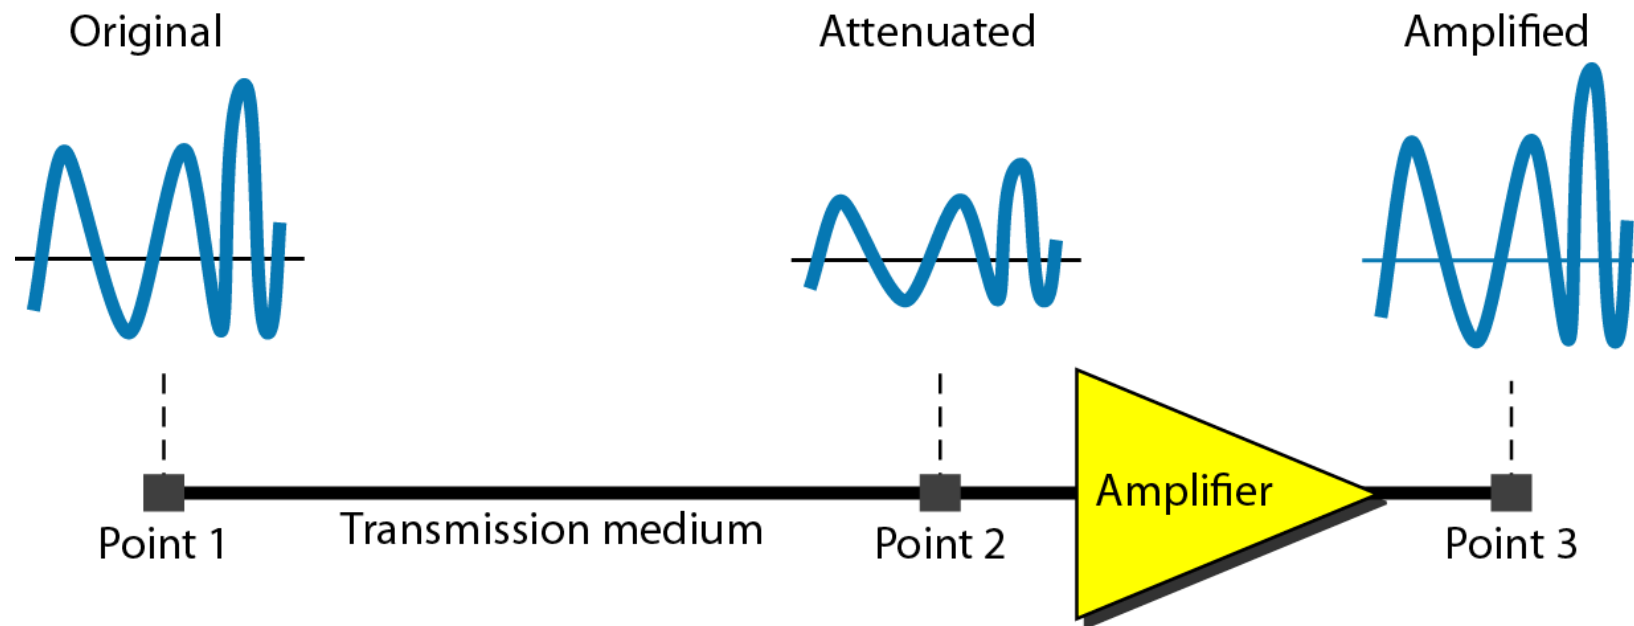 Original
Attenuated
Amplified
Amplifier
Point 1
Transmission medium
Point 2
Point 3